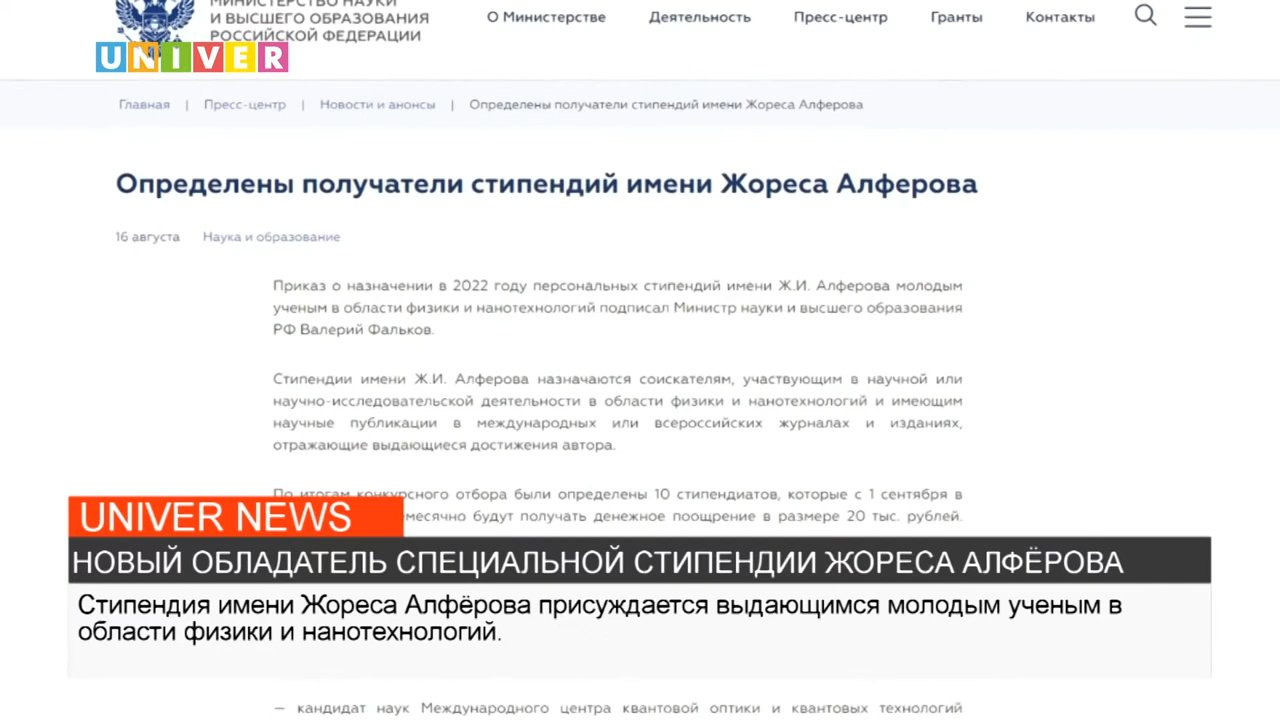 МИНИСТЕРСТВО НАУКИ
И ВЫСШЕГО ОБРАЗОВАНИЯ
РОССИЙСКОЙ ФЕДЕРАЦИИ
О Министерстве Деятельность Пресс-центр Гранты Контакты
UNIVER
Главная | Пресс-центр | Новости и анонсы | Определены получатели стипендий имени Жореса Алферова
Определены получатели стипендий имени Жореса Алферова
16 августа Наука и образование
Приказ о назначении в 2022 году персональных стипендий имени Ж.И. Алферова молодым
ученым в области физики и нанотехнологий подписал Министр науки и высшего образования
РФ Валерий Фальков.
Стипендии имени Ж.И. Алферова назначаются соискателям, участвующим в научной или
научно-исследовательской деятельности в области физики и нанотехнологий и имеющим
научные публикации в международных или всероссийских журналах и изданиях,
отражающие выдающиеся достижения автора.
По итогам конкурсного отбора были определены 10 стипендиатов, которые с 1 сентября в
емесячно будут получать денежное поощрение в размере 20 тыс. рублей.
UNIVER NEWS
НОВЫЙ ОБЛАДАТЕЛЬ СПЕЦИАЛЬНОЙ СТИПЕНДИИ ЖОРЕСА АЛФЁРОВА
Стипендия имени Жореса Алфёрова присуждается выдающимся молодым ученым в
области физики и нанотехнологий.
— кандидат наук Международного центра квантовой оптики и квантовых технологий